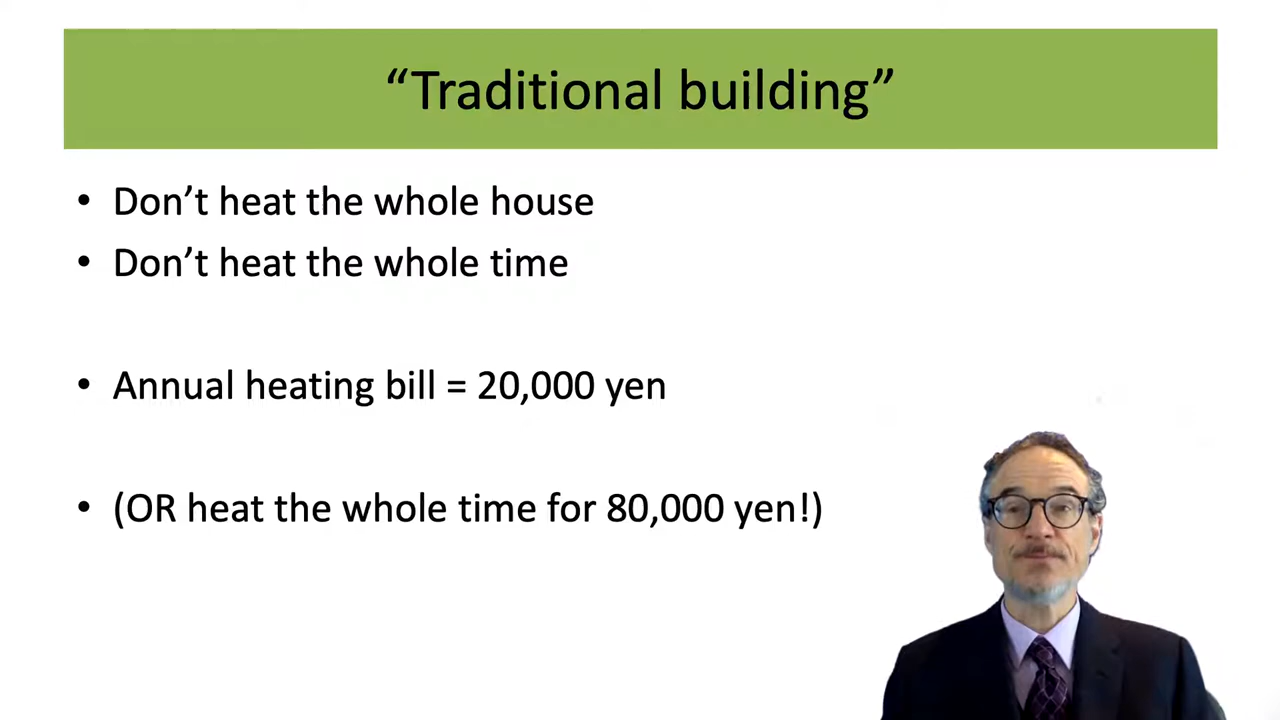 “Traditional building”
• Don’t heat the whole house
• Don’t heat the whole time
• Annual heating bill = 20,000 yen
• (OR heat the whole time for 80,000 yen!)